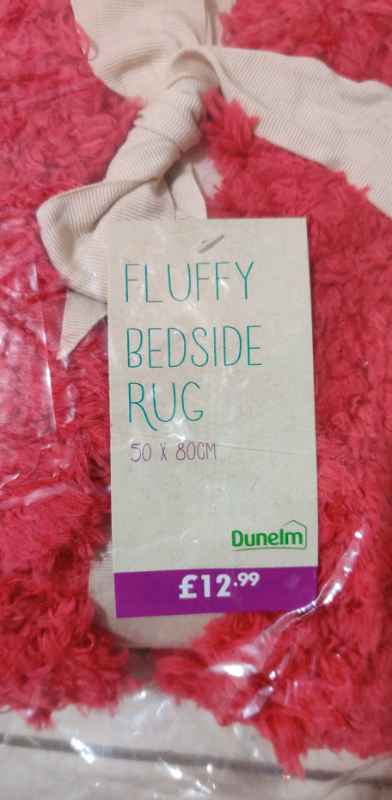 FLUFFY
BEDSIDE
RUG
50 X 80CM
Dunelm
£12.99